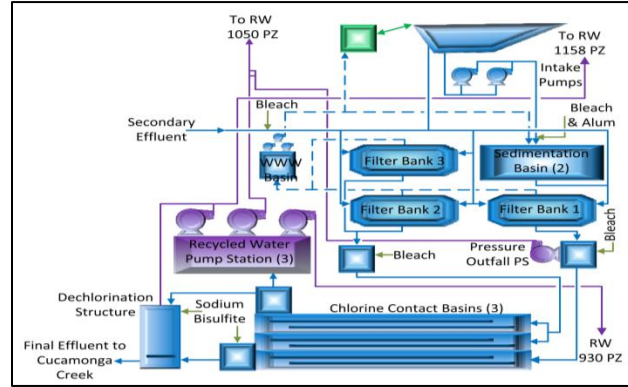 To RW
1050 PZ
To RW
1158 PZ
Intake
Pumps
Bleach
Bleach
& Alum
Secondary
Effluent
WWW
Basin
Filter Bank 3
Sedimentation
Basin (2)
Filter Bank 2
Filter Bank 1
Recycled Water
Pump Station (3)
Bleach
Pressure
Outfall PS
Bleach
Dechlorination
Structure
Sodium
Bisulfite
Chlorine Contact Basins (3)
Final Effluent to
Cucamonga
Creek
RW
930 PZ